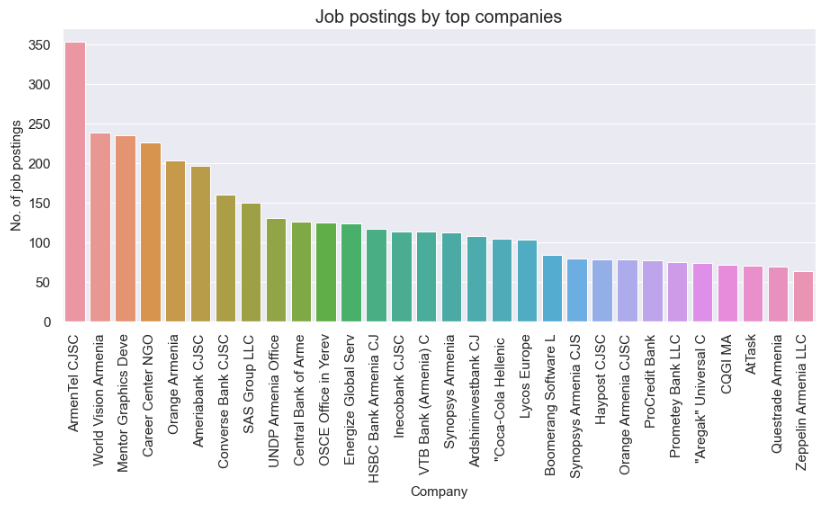 Job postings by top companies
No. of job postings
350
300
250
200
150
100
50
0
ArmenTel CJSC
World Vision Armenia
Mentor Graphics Deve
Career Center NGO
Orange Armenia
Ameriabank CJSC
Converse Bank CJSC
SAS Group LLC
UNDP Armenia Office
Central Bank of Arme
OSCE Office in Yerev
Energize Global Serv
HSBC Bank Armenia CJ
Inecobank CJSC
VTB Bank (Armenia) C
Synopsys Armenia
Ardshininvestbank CJ
"Coca-Cola Hellenic
Lycos Europe
Boomerang Software L
Synopsys Armenia CJS
Haypost CJSC
Orange Armenia CJSC
ProCredit Bank
Prometey Bank LLC
"Aregak" Universal C
CQGI MA
AtTask
Questrade Armenia
Zeppelin Armenia LLC
Company